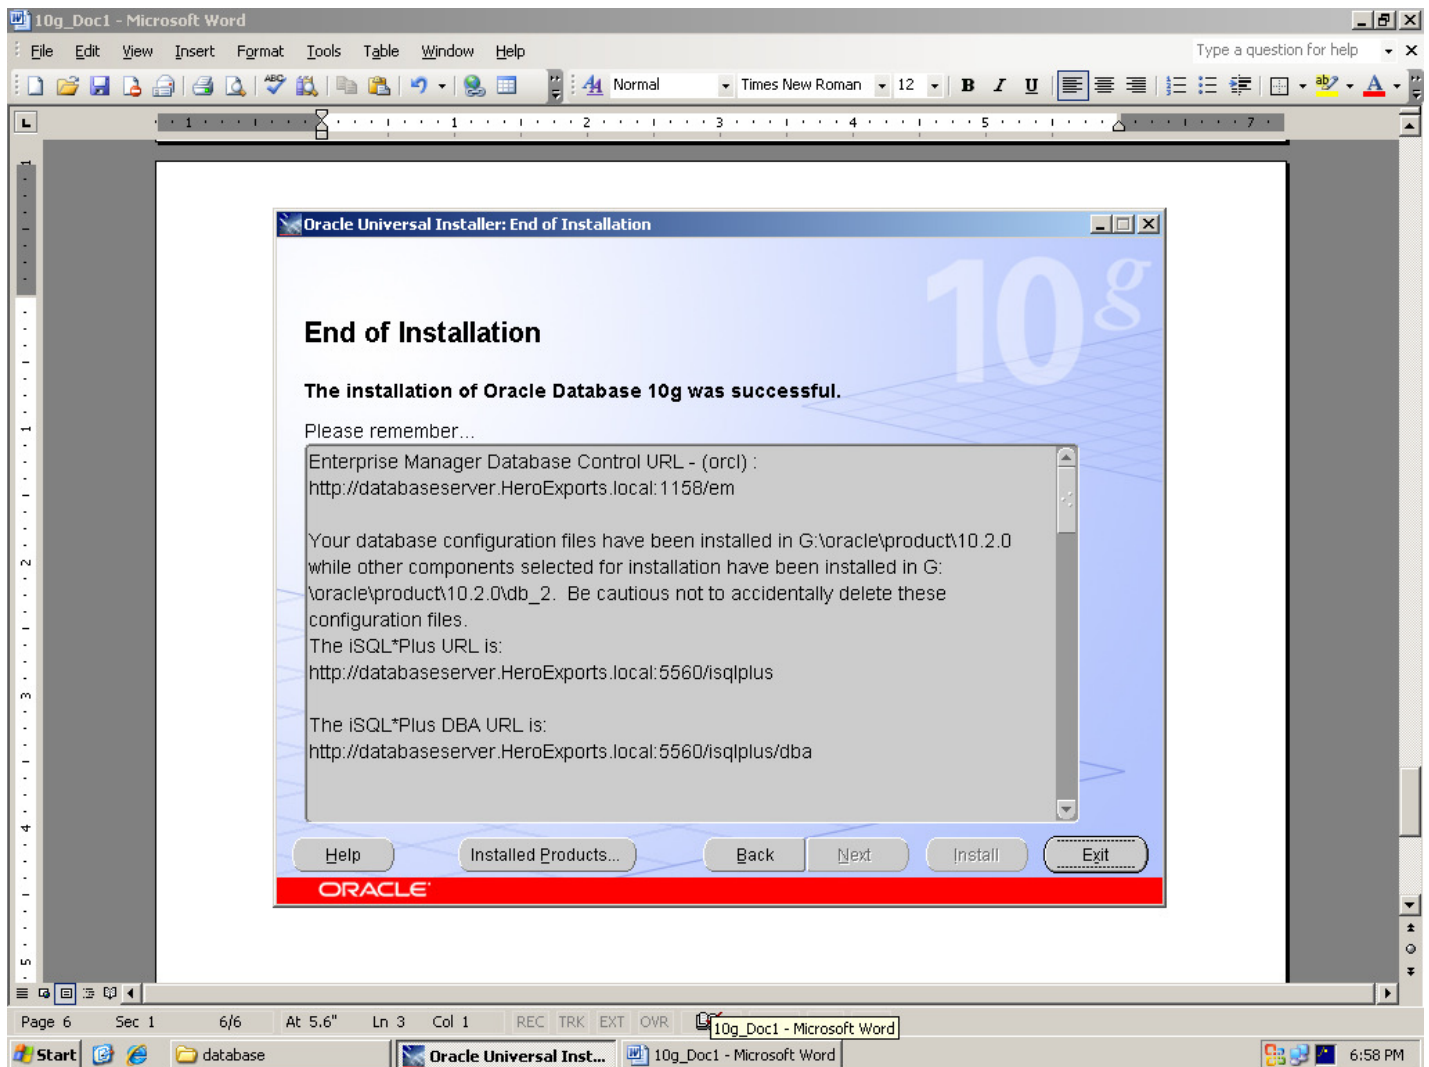 10g_Doc1 - Microsoft Word
File Edit View Insert Format Tools Table Window Help
Type a question for help
Normal Times New Roman 12 B I U
1 1 2 3 4 5 7
Oracle Universal Installer: End of Installation
10g
End of Installation
The installation of Oracle Database 10g was successful.
Please remember...
Enterprise Manager Database Control URL - (orcl) :
http://databaseserver.HeroExports.local:1158/em
Your database configuration files have been installed in G:\oracle\product\10.2.0
while other components selected for installation have been installed in G:
\oracle\product\10.2.0\db_2. Be cautious not to accidentally delete these
configuration files.
The iSQL*Plus URL is:
http://databaseserver.HeroExports.local:5560/isqlplus
The iSQL*Plus DBA URL is:
http://databaseserver.HeroExports.local:5560/isqlplus/dba
Help Installed Products... Back Next Install Exit
ORACLE
Page 6 Sec 1 6/6 At 5.6" Ln 3 Col 1 REC TRK EXT OVR
10g_Doc1 - Microsoft Word
Start database Oracle Universal Inst... 10g_Doc1 - Microsoft Word 6:58 PM